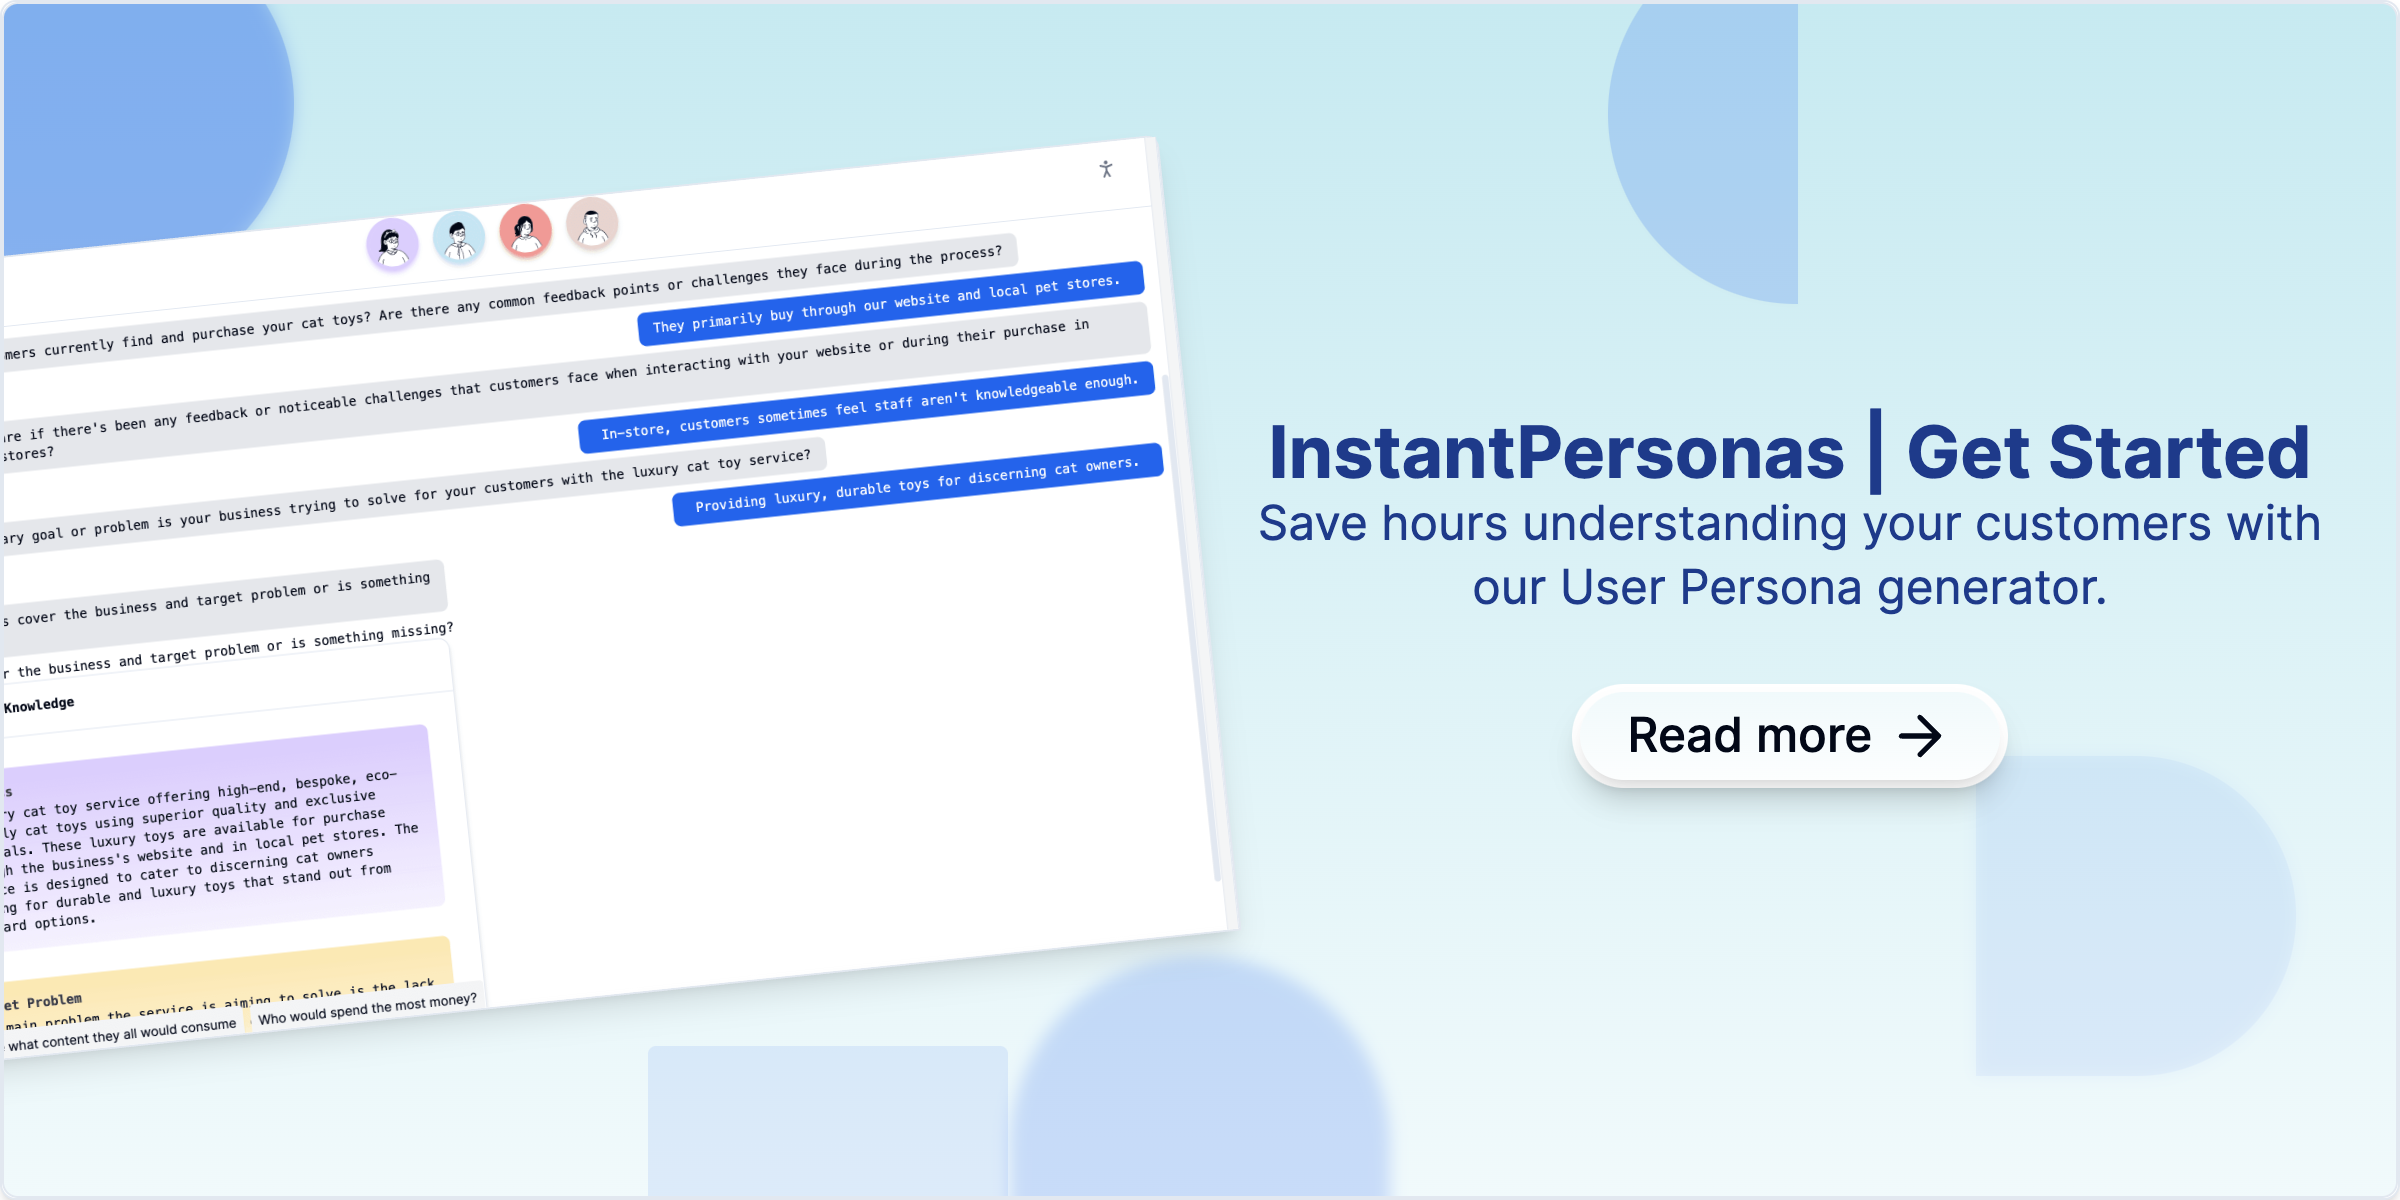 mers currently find and purchase your cat toys? Are there any common feedback points or challenges they face during the process?
They primarily buy through our website and local pet stores.
re if there's been any feedback or noticeable challenges that customers face when interacting with your website or during their purchase in
stores?
In-store, customers sometimes feel staff aren't knowledgeable enough.
ary goal or problem is your business trying to solve for your customers with the luxury cat toy service?
Providing luxury, durable toys for discerning cat owners.
s cover the business and target problem or is something
r the business and target problem or is something missing?
Knowledge
s
ry cat toy service offering high-end, bespoke, eco-
ly cat toys using superior quality and exclusive
als. These luxury toys are available for purchase
gh the business's website and in local pet stores. The
ce is designed to cater to discerning cat owners
ng for durable and luxury toys that stand out from
ard options.
et Problem
main problem the service is aiming to solve is the lack
what content they all would consume
Who would spend the most money?
InstantPersonas | Get Started
Save hours understanding your customers with
our User Persona generator.
Read more →